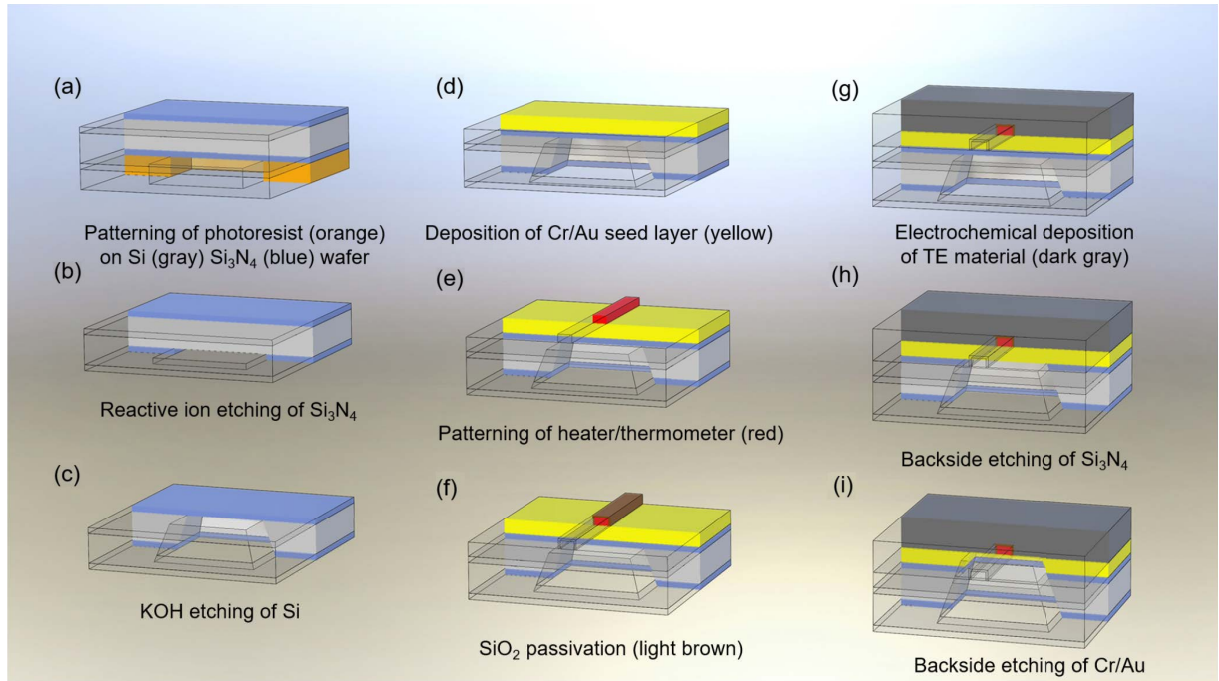 (a)
Patterning of photoresist (orange)
on Si (gray) Si₃N₄ (blue) wafer
(b)
Reactive ion etching of Si₃N₄
(c)
KOH etching of Si
(d)
Deposition of Cr/Au seed layer (yellow)
(e)
Patterning of heater/thermometer (red)
(f)
SiO₂ passivation (light brown)
(g)
Electrochemical deposition
of TE material (dark gray)
(h)
Backside etching of Si₃N₄
(i)
Backside etching of Cr/Au